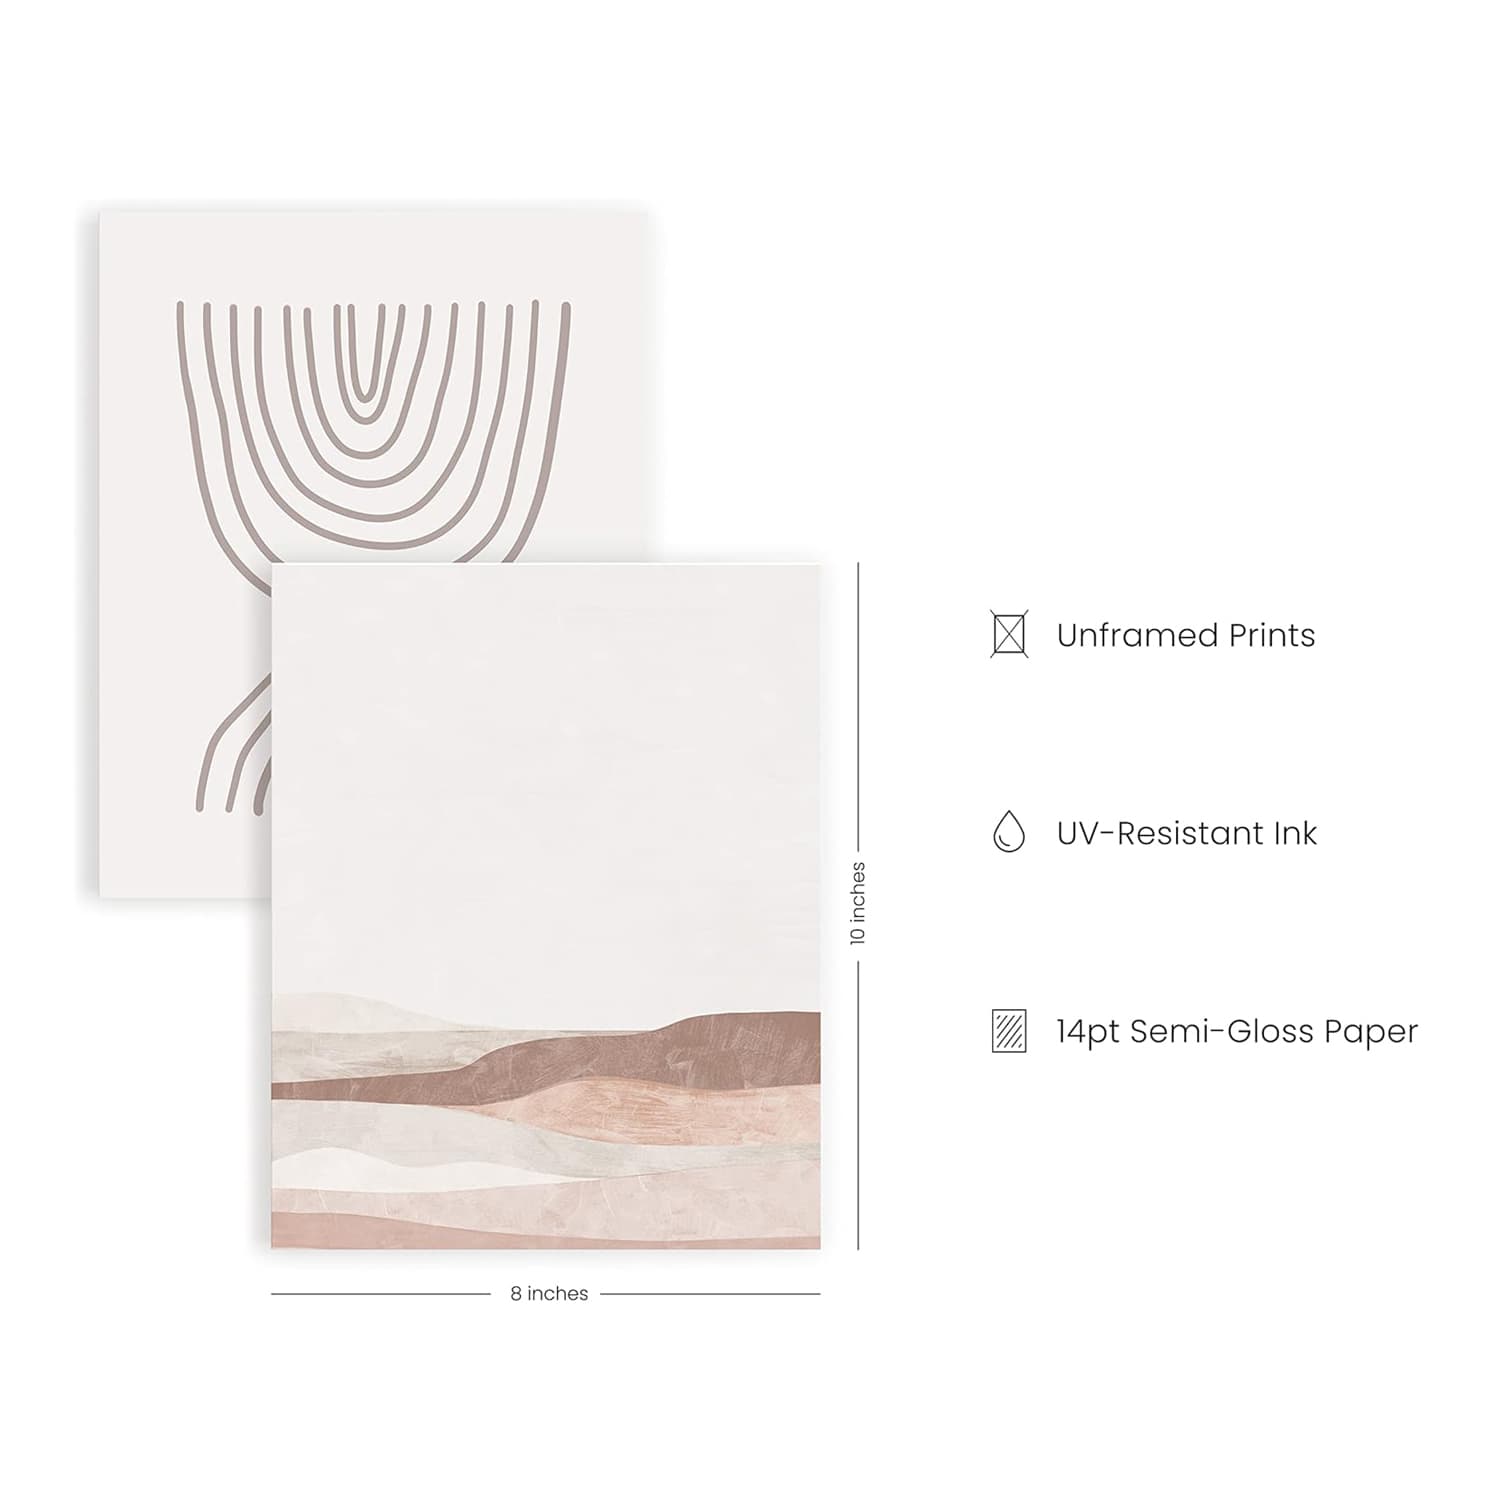 Unframed Prints
UV-Resistant Ink
10 inches
14pt Semi-Gloss Paper
8 inches